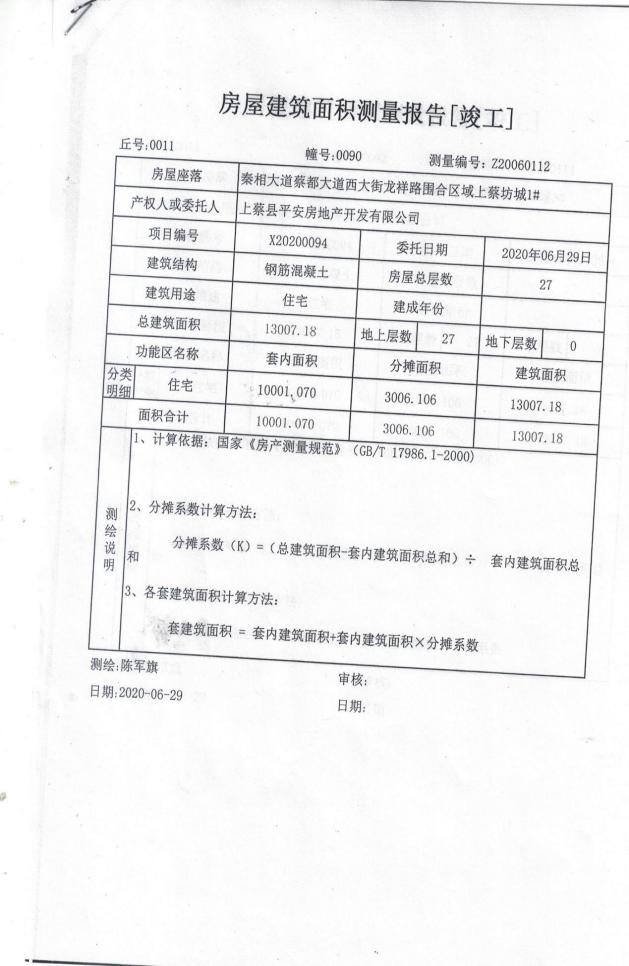 房屋建筑面积测量报告[竣工]
丘号:0011 幢号:0090 测量编号: Z20060112
房屋座落 秦相大道蔡都大道西大街龙祥路围合区域上蔡坊城1#
产权人或委托人 上蔡县平安房地产开发有限公司
项目编号 X20200094 委托日期 2020年06月29日
建筑结构 钢筋混凝土 房屋总层数 27
建筑用途 住宅 建成年份
总建筑面积 13007.18 地上层数 27 地下层数 0
功能区名称 套内面积 分摊面积 建筑面积
分类明细 住宅 10001.070 3006.106 13007.18
面积合计 10001.070 3006.106 13007.18
测绘说明
1、计算依据: 国家《房产测量规范》(GB/T 17986.1-2000)
2、分摊系数计算方法:
分摊系数(K)=(总建筑面积-套内建筑面积总和)÷ 套内建筑面积总
和
3、各套建筑面积计算方法:
套建筑面积 = 套内建筑面积+套内建筑面积×分摊系数
测绘:陈军旗 审核:
日期:2020-06-29 日期: